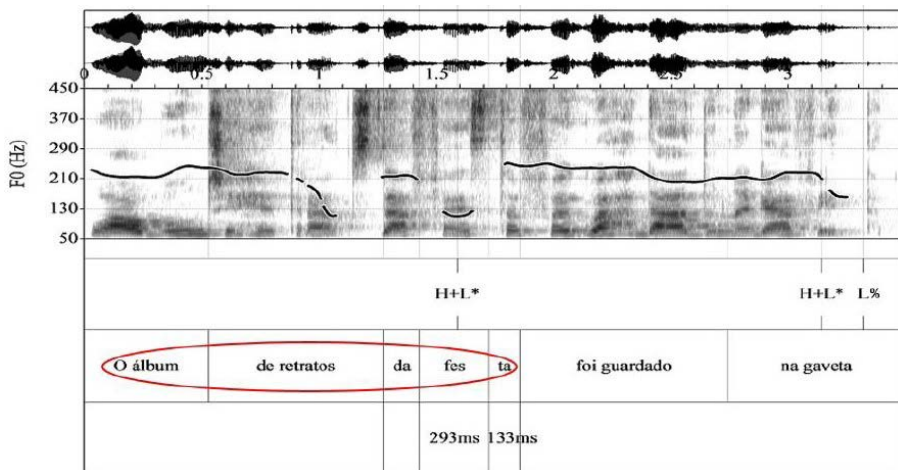 0 0.5 1 1.5 2 2.5 3
450
370
290
210
130
50
F0 (Hz)
H+L* H+L* L%
O álbum de retratos da fes ta foi guardado na gaveta
293ms 133ms